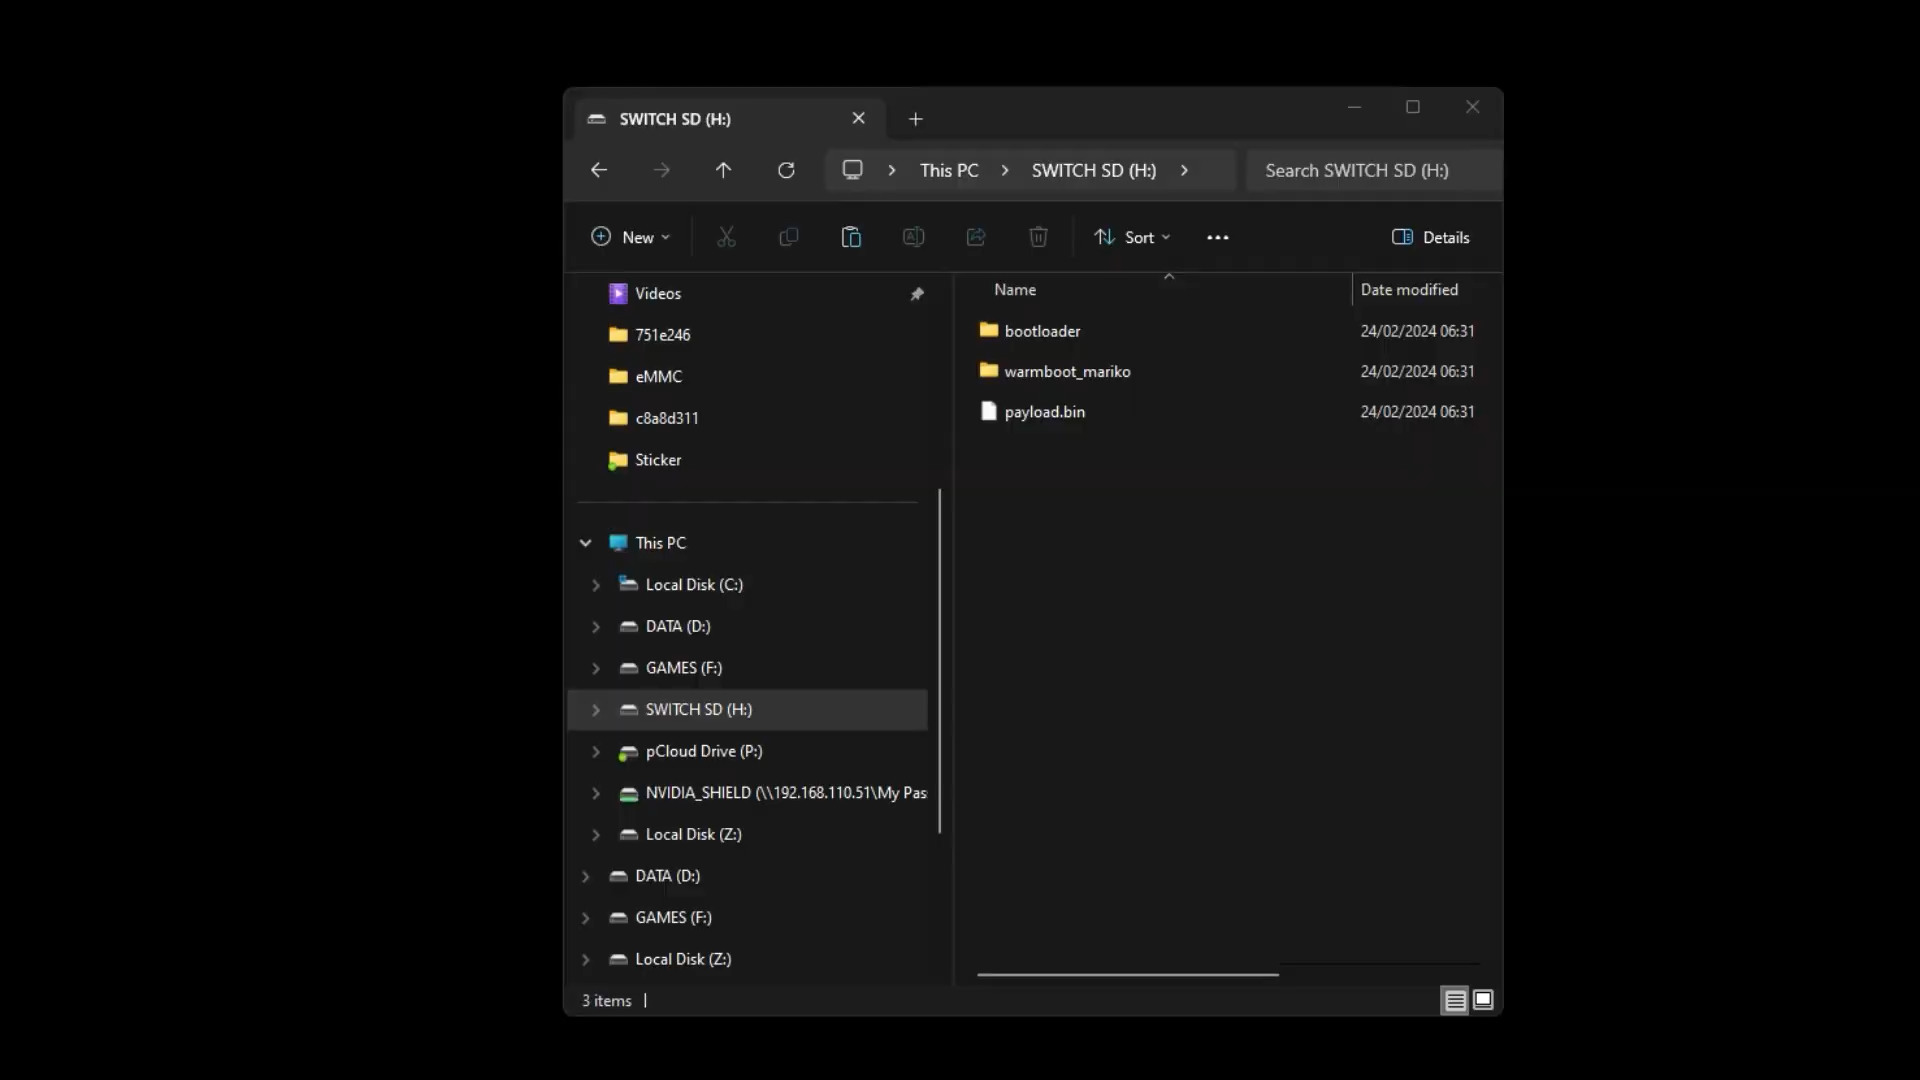 SWITCH SD (H:)
This PC > SWITCH SD (H:) >
Search SWITCH SD (H:)
New
Sort
Details
Videos
751e246
eMMC
c8a8d311
Sticker
This PC
Local Disk (C:)
DATA (D:)
GAMES (F:)
SWITCH SD (H:)
pCloud Drive (P:)
NVIDIA_SHIELD (\\192.168.110.51\My Pas
Local Disk (Z:)
DATA (D:)
GAMES (F:)
Local Disk (Z:)
Name Date modified
bootloader 24/02/2024 06:31
warmboot_mariko 24/02/2024 06:31
payload.bin 24/02/2024 06:31
3 items